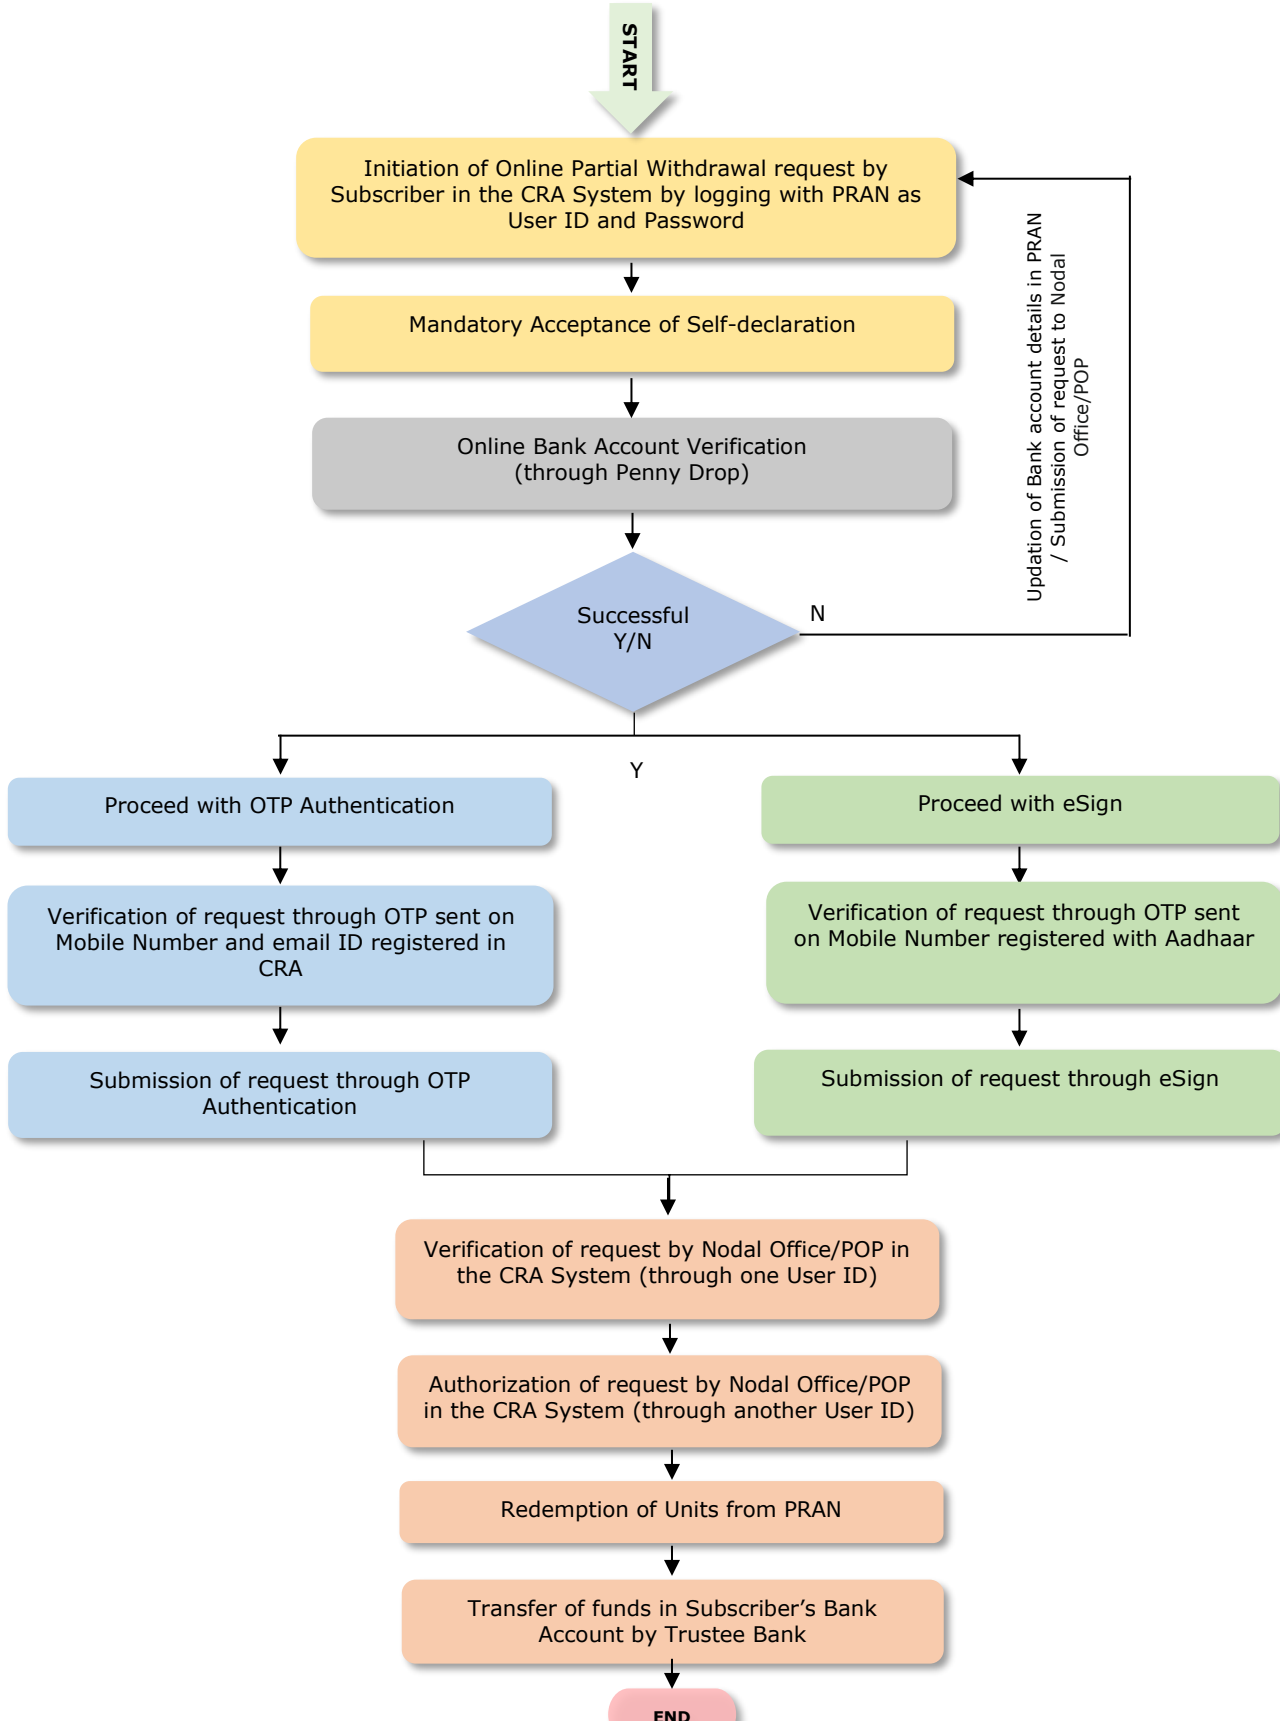 START
Initiation of Online Partial Withdrawal request by
Subscriber in the CRA System by logging with PRAN as
User ID and Password
Mandatory Acceptance of Self-declaration
Online Bank Account Verification
(through Penny Drop)
Updation of Bank account details in PRAN
/ Submission of request to Nodal
Office/POP
Successful
Y/N
N
Y
Proceed with OTP Authentication
Verification of request through OTP sent on
Mobile Number and email ID registered in
CRA
Submission of request through OTP
Authentication
Proceed with eSign
Verification of request through OTP sent
on Mobile Number registered with Aadhaar
Submission of request through eSign
Verification of request by Nodal Office/POP in
the CRA System (through one User ID)
Authorization of request by Nodal Office/POP
in the CRA System (through another User ID)
Redemption of Units from PRAN
Transfer of funds in Subscriber’s Bank
Account by Trustee Bank
END